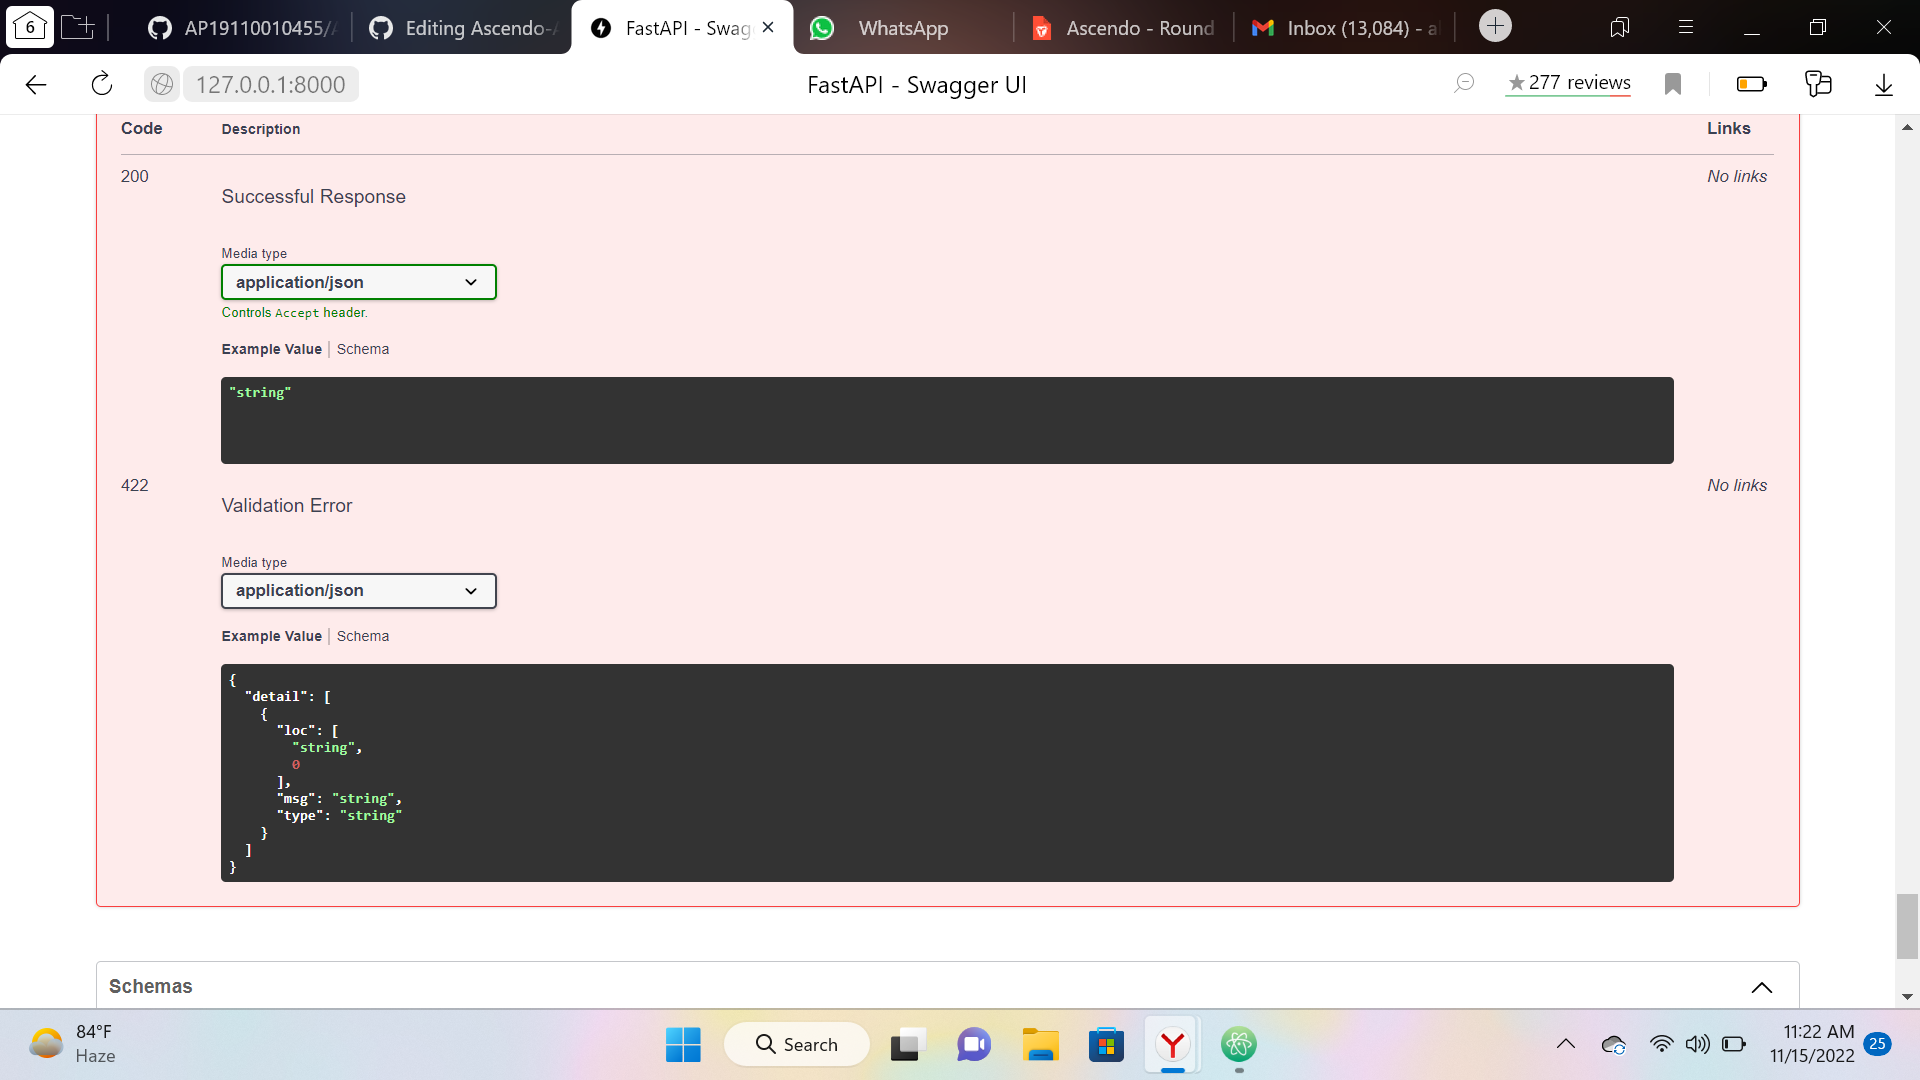 6
AP19110010455/A
Editing Ascendo-A
FastAPI - Swag
WhatsApp
Ascendo - Round
Inbox (13,084) - a
127.0.0.1:8000
FastAPI - Swagger UI
★277 reviews
Code
Description
Links
200
Successful Response
No links
Media type
application/json
Controls Accept header.
Example Value
Schema
"string"
422
Validation Error
No links
Media type
application/json
Example Value
Schema
{
"detail": [
{
"loc": [
"string",
0
],
"msg": "string",
"type": "string"
}
]
}
Schemas
84°F
Haze
Search
11:22 AM
11/15/2022
25